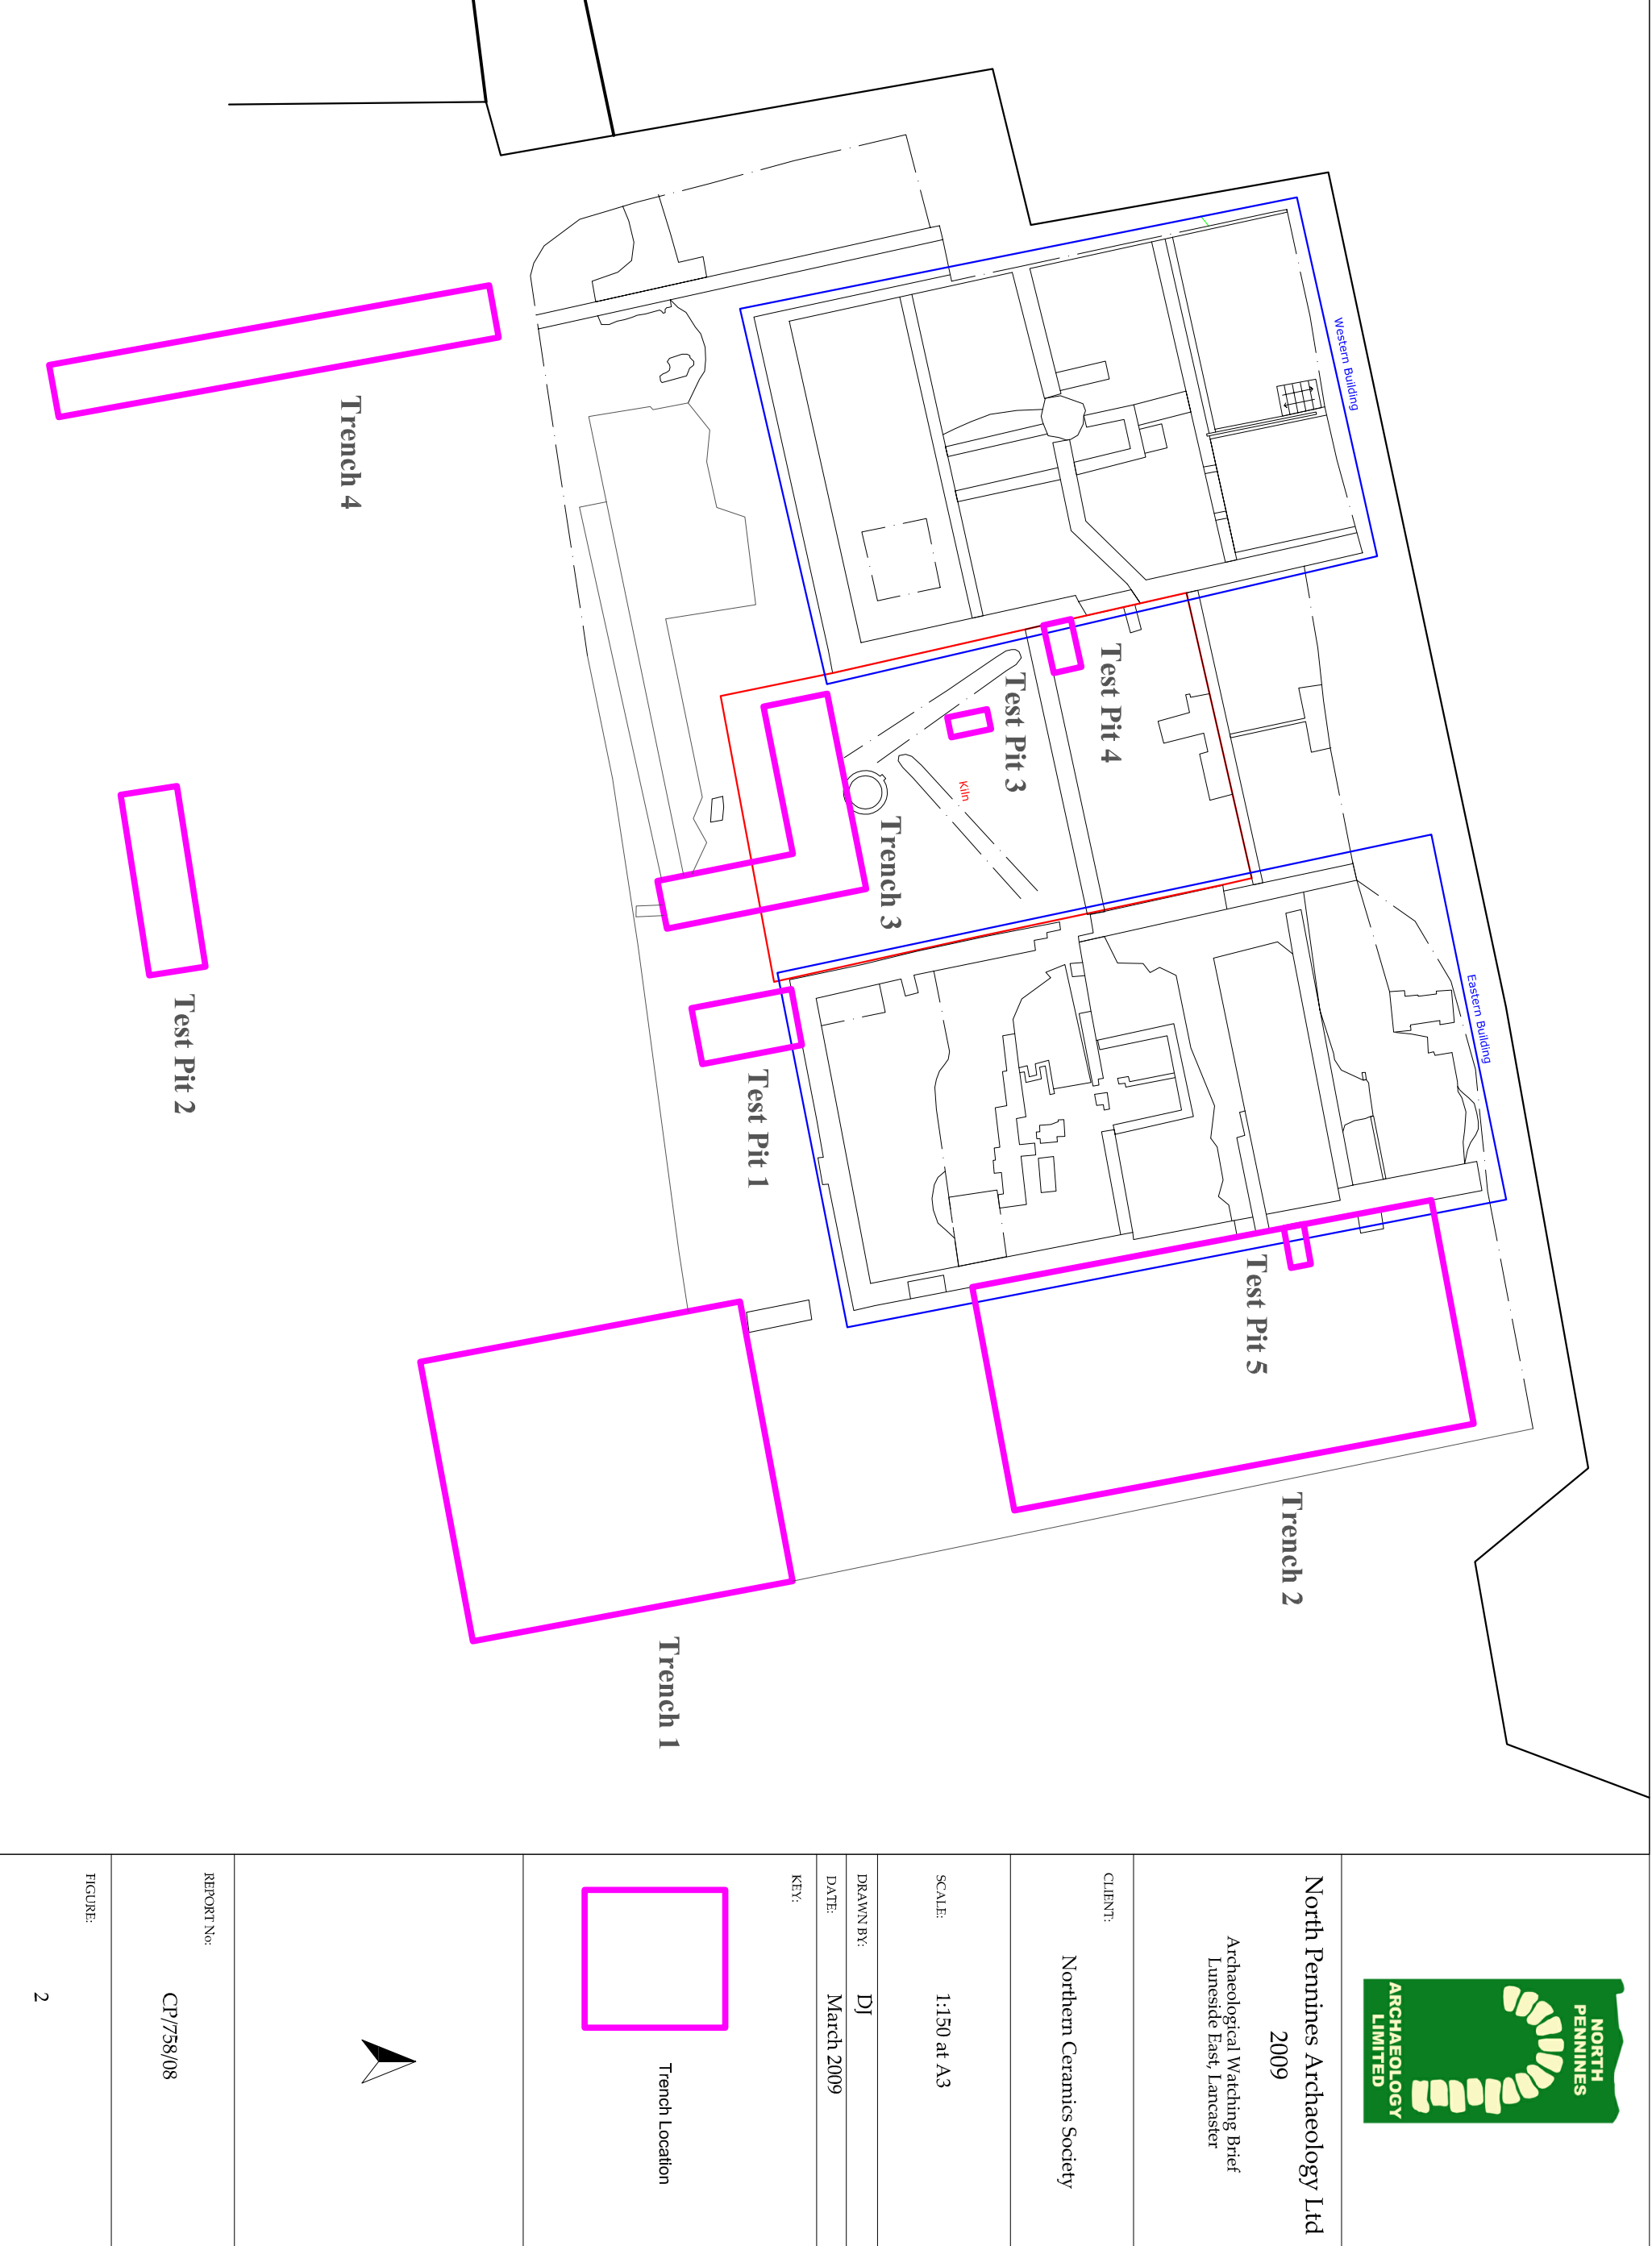 Western Building
Eastern Building
Kiln
Trench 4
Test Pit 4
Test Pit 3
Trench 3
Test Pit 2
Test Pit 1
Test Pit 5
Trench 2
Trench 1
NORTH
PENNINES
ARCHAEOLOGY
LIMITED
North Pennines Archaeology Ltd
2009
Archaeological Watching Brief
Luneside East, Lancaster
CLIENT:
Northern Ceramics Society
SCALE: 1:150 at A3
DRAWN BY: DJ
DATE: March 2009
KEY:
Trench Location
REPORT No:
CP/758/08
FIGURE:
2